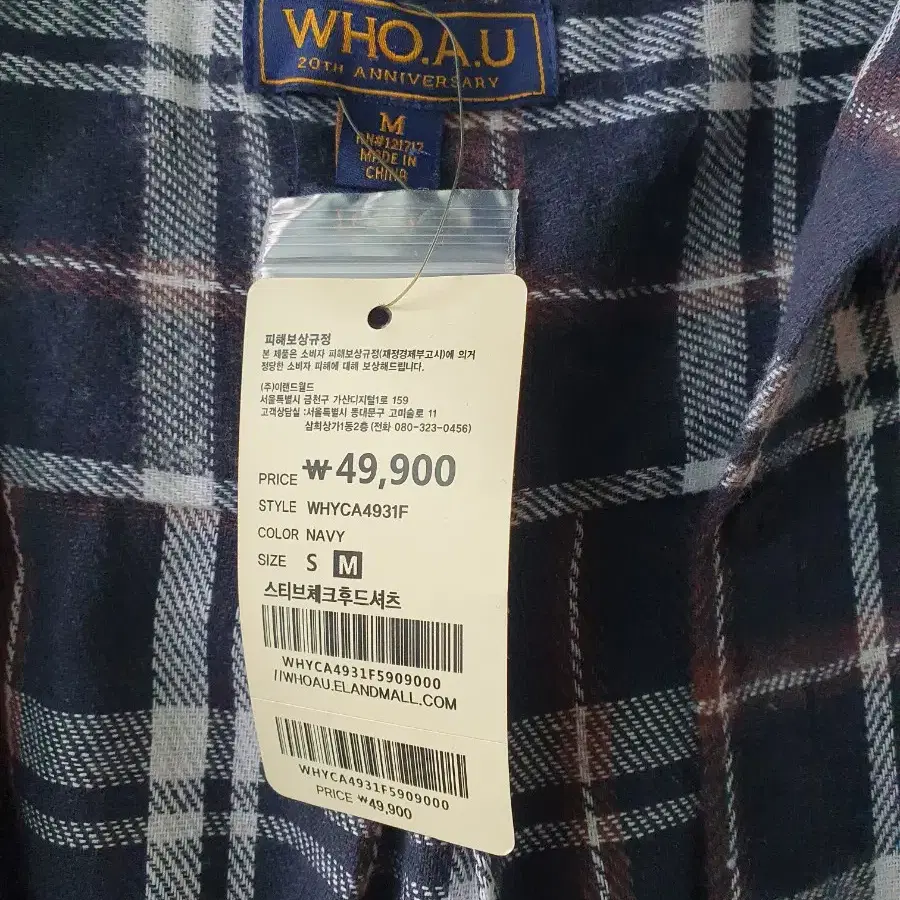 WHO.A.U
20TH ANNIVERSARY
M
RN#121717
MADE IN
CHINA
피해보상규정
본 제품은 소비자 피해보상규정(재정경제부고시)에 의거
정당한 소비자 피해에 대해 보상해드립니다.
(주)이랜드월드
서울특별시 금천구 가산디지털1로 159
고객상담실 :서울특별시 동대문구 고미술로 11
삼희상가1동2층 (전화 080-323-0456)
PRICE ₩49,900
STYLE WHYCA4931F
COLOR NAVY
SIZE S M
스티브체크후드셔츠
WHYCA4931F5909000
//WHOAU.ELANDMALL.COM
WHYCA4931F5909000
PRICE ₩49,900